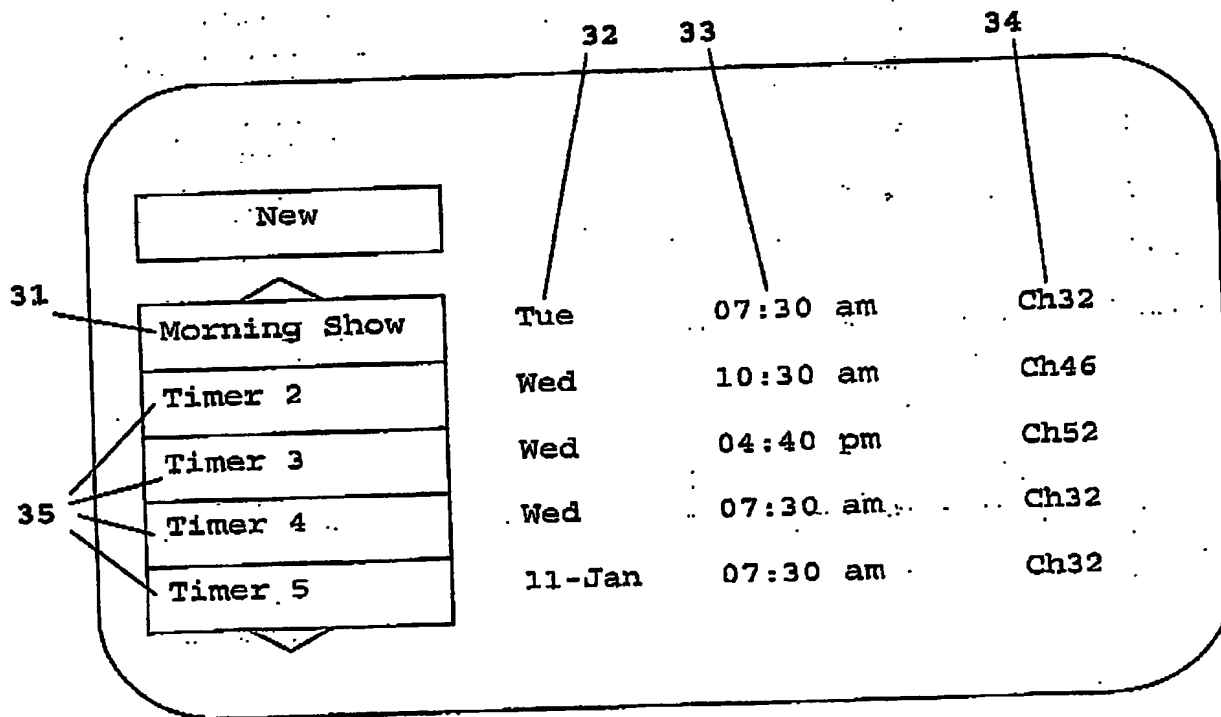 32 33 34
New
31
Morning Show Tue 07:30 am Ch32
Timer 2 Wed 10:30 am Ch46
Timer 3 Wed 04:40 pm Ch52
35
Timer 4 Wed 07:30 am Ch32
Timer 5 11-Jan 07:30 am Ch32